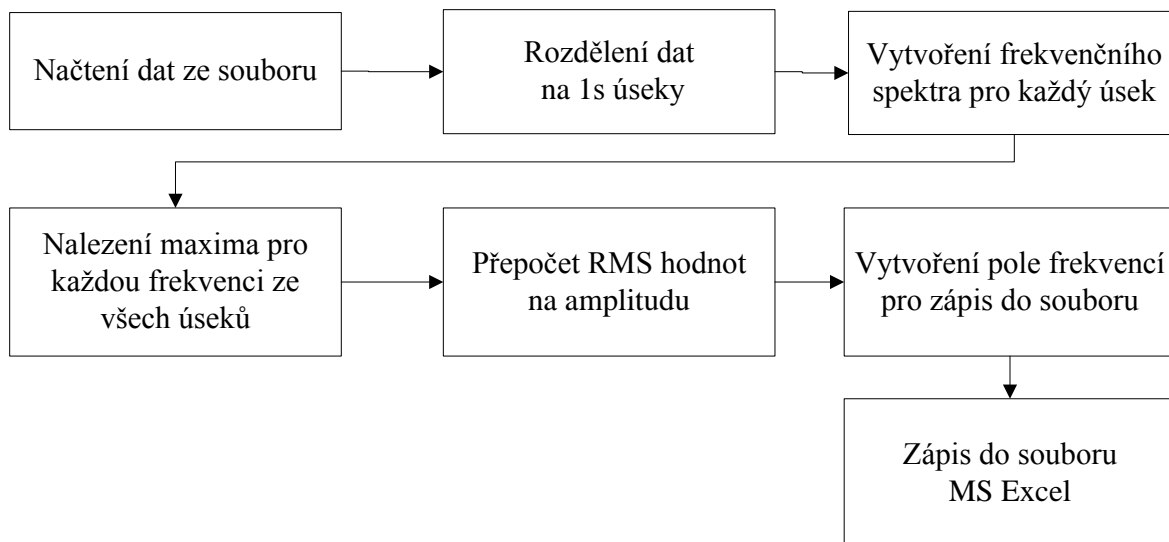 Načtení dat ze souboru
Rozdělení dat
na 1s úseky
Vytvoření frekvenčního
spektra pro každý úsek
Nalezení maxima pro
každou frekvenci ze
všech úseků
Přepočet RMS hodnot
na amplitudu
Vytvoření pole frekvencí
pro zápis do souboru
Zápis do souboru
MS Excel